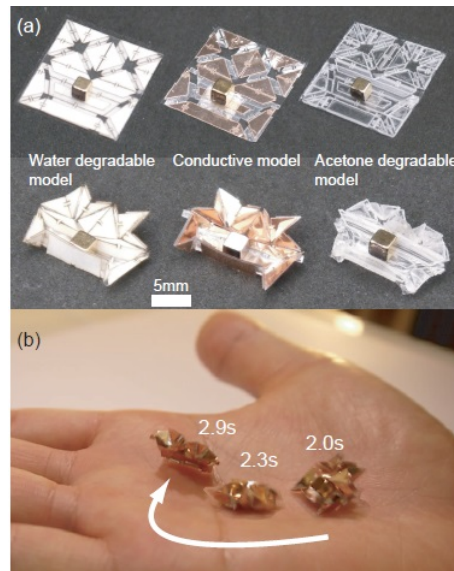 (a)
Water degradable
model
Conductive model
Acetone degradable
model
5mm
(b)
2.9s
2.3s
2.0s